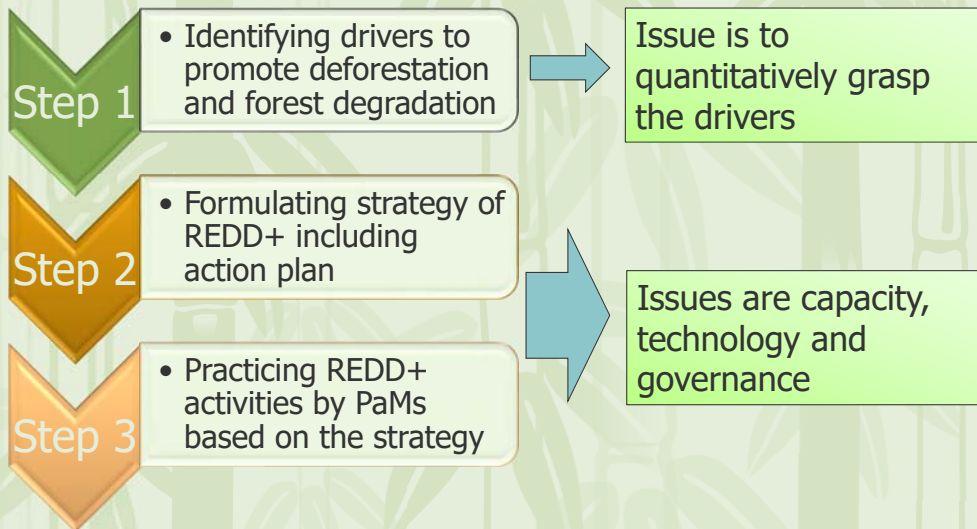 Step 1
• Identifying drivers to
promote deforestation
and forest degradation
Issue is to
quantitatively grasp
the drivers
Step 2
• Formulating strategy of
REDD+ including
action plan
Step 3
• Practicing REDD+
activities by PaMs
based on the strategy
Issues are capacity,
technology and
governance